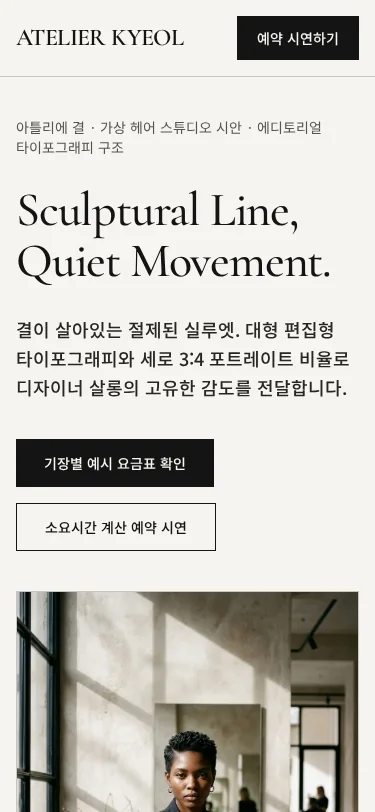 ATELIER KYEOL
예약 시연하기
아틀리에 결 · 가상 헤어 스튜디오 시안 · 에디토리얼
타이포그래피 구조
Sculptural Line,
Quiet Movement.
결이 살아있는 절제된 실루엣. 대형 편집형
타이포그래피와 세로 3:4 포트레이트 비율로
디자이너 살롱의 고유한 감도를 전달합니다.
기장별 예시 요금표 확인
소요시간 계산 예약 시연